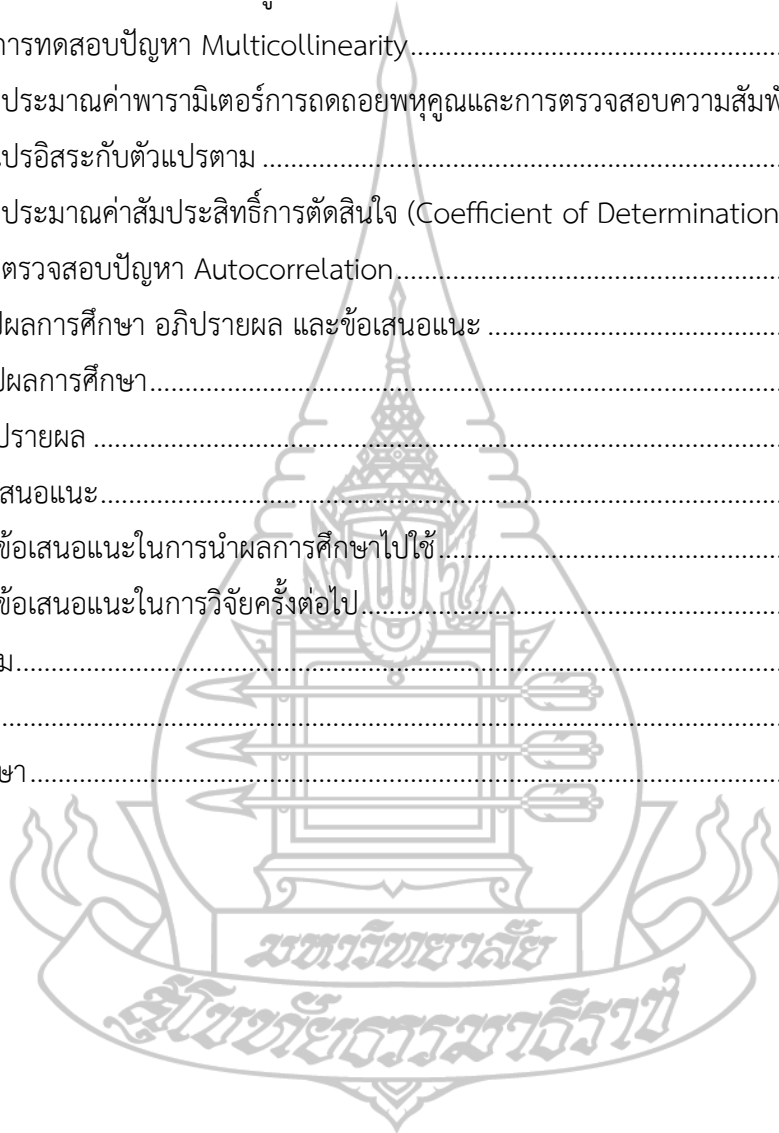 การทดสอบปัญหา Multicollinearity
ประมาณค่าพารามิเตอร์การถดถอยพหุคูณและการตรวจสอบความสัมพั
แปรอิสระกับตัวแปรตาม
ประมาณค่าสัมประสิทธิ์การตัดสินใจ (Coefficient of Determination
ตรวจสอบปัญหา Autocorrelation
ปผลการศึกษา อภิปรายผล และข้อเสนอแนะ
ปผลการศึกษา
ปรายผล
เสนอแนะ
ข้อเสนอแนะในการนำผลการศึกษาไปใช้
ข้อเสนอแนะในการวิจัยครั้งต่อไป
ม
ษา
มหาวิทยาลัย
สุโขทัยธรรมาธิราช